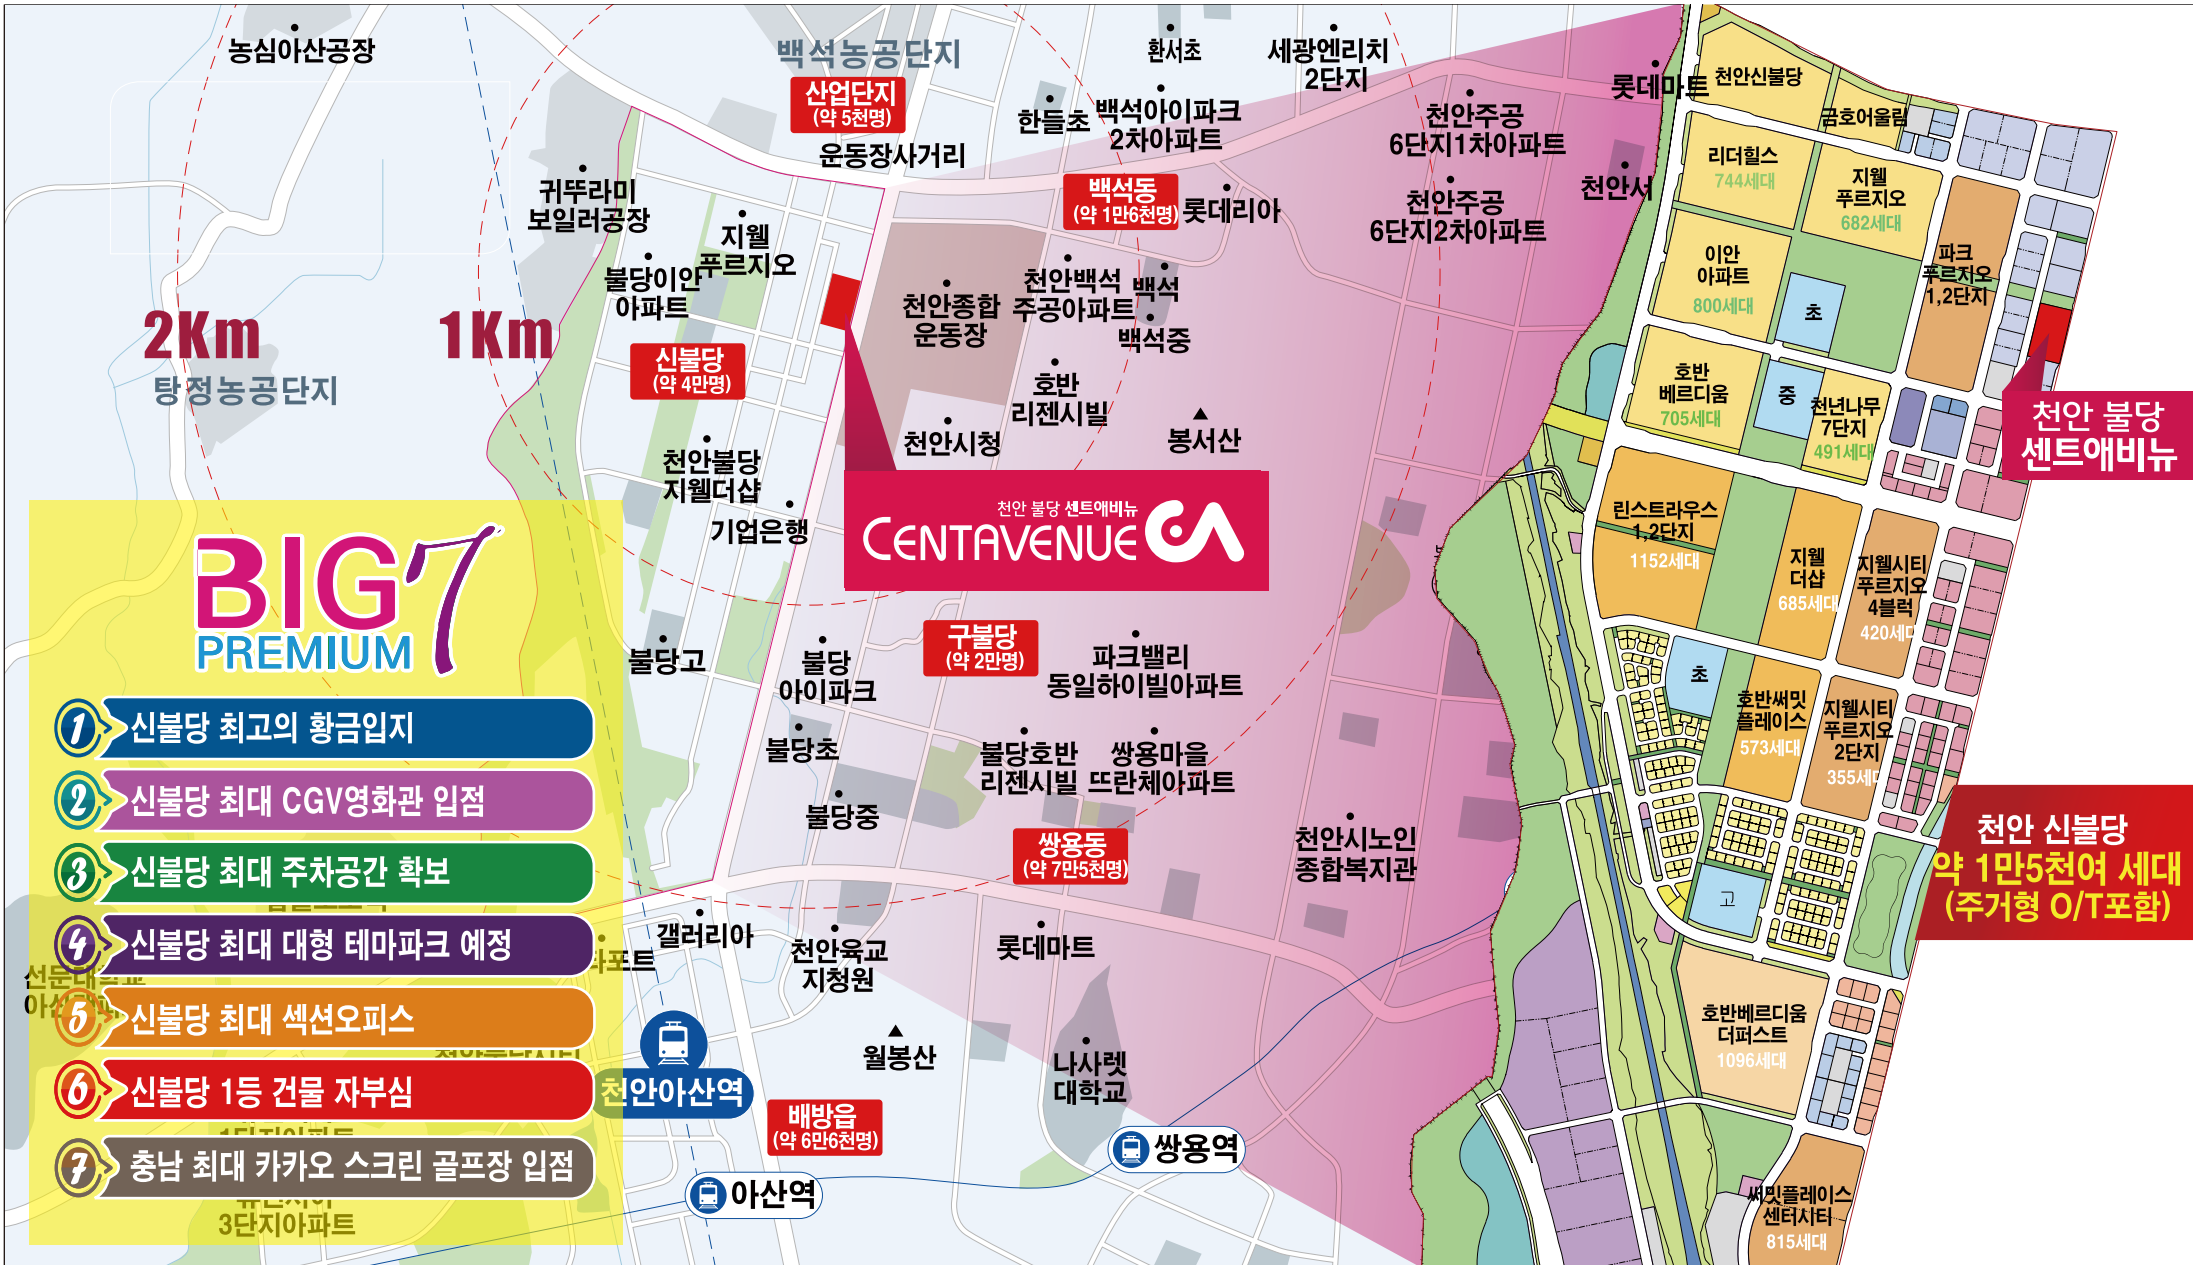 농심아산공장
백석농공단지
산업단지
(약 5천명)
운동장사거리
환서초
세광엔리치
2단지
한들초
백석아이파크
2차아파트
천안주공
6단지1차아파트
롯데마트
천안서
귀뚜라미
보일러공장
지웰
푸르지오
불당이안
아파트
백석동
(약 1만6천명)
롯데리아
천안주공
6단지2차아파트
2Km
1Km
탕정농공단지
신불당
(약 4만명)
천안종합
운동장
천안백석
주공아파트
백석
백석중
호반
리젠시빌
천안시청
봉서산
천안불당
지웰더샵
기업은행
천안 불당 센트애비뉴
CENTAVENUE CA
BIG7
PREMIUM
1 신불당 최고의 황금입지
2 신불당 최대 CGV영화관 입점
3 신불당 최대 주차공간 확보
4 신불당 최대 대형 테마파크 예정
5 신불당 최대 섹션오피스
6 신불당 1등 건물 자부심
7 충남 최대 카카오 스크린 골프장 입점
3단지아파트
불당고
불당
아이파크
구불당
(약 2만명)
파크밸리
동일하이빌아파트
불당초
불당호반
리젠시빌
쌍용마을
뜨란체아파트
불당중
쌍용동
(약 7만5천명)
천안시노인
종합복지관
갤러리아
천안육교
지청원
롯데마트
월봉산
나사렛
대학교
천안아산역
배방읍
(약 6만6천명)
아산역
쌍용역
천안신불당
금호어울림
리더힐스
744세대
지웰
푸르지오
682세대
이안
아파트
800세대
초
파크
푸르지오
1,2단지
호반
베르디움
705세대
중
천년나무
7단지
491세대
천안 불당
센트애비뉴
린스트라우스
1,2단지
1152세대
지웰
더샵
685세대
지웰시티
푸르지오
4블럭
420세대
초
호반써밋
플레이스
573세대
지웰시티
푸르지오
2단지
355세대
천안 신불당
약 1만5천여 세대
(주거형 O/T포함)
고
호반베르디움
더퍼스트
1096세대
써밋플레이스
센터시티
815세대